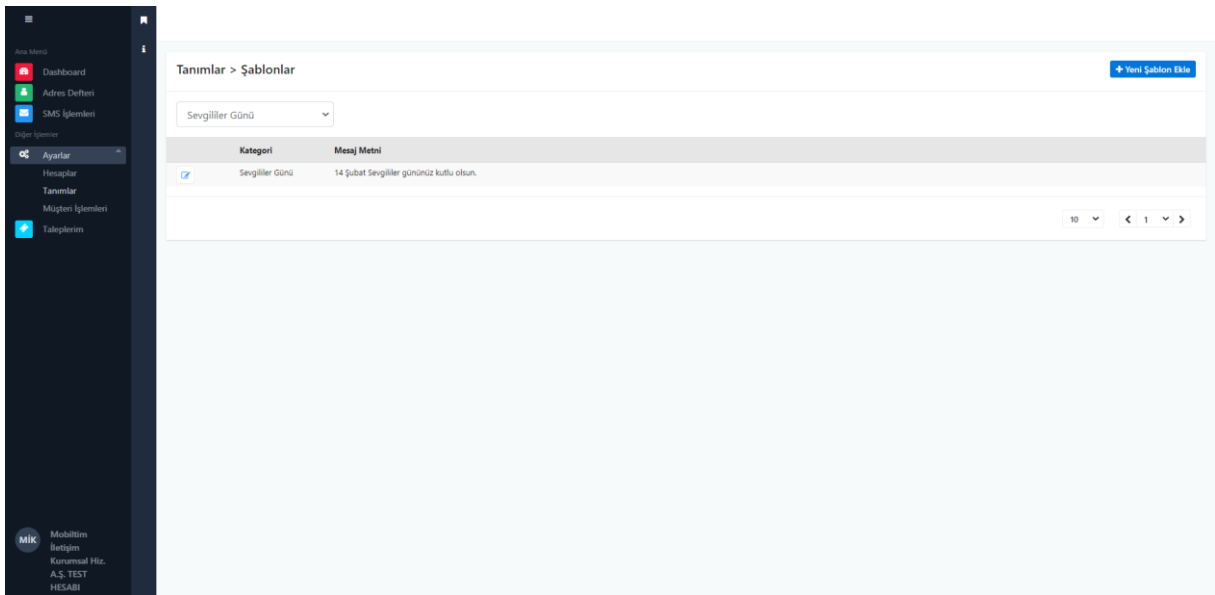 Ana Menü
Dashboard
Adres Defteri
SMS İşlemleri
Diğer İşlemler
Ayarlar
Hesaplar
Tanımlar
Müşteri İşlemleri
Taleplerim
MİK
Mobiltim
İletişim
Kurumsal Hiz.
A.Ş. TEST
HESABI
Tanımlar > Şablonlar
+ Yeni Şablon Ekle
Sevgililer Günü
Kategori Mesaj Metni
Sevgililer Günü 14 Şubat Sevgililer gününüz kutlu olsun.
10 1